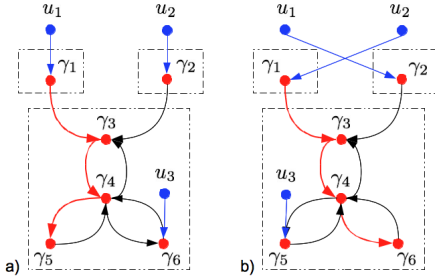 u₁ u₂ u₁ u₂
γ₁ γ₂ γ₁ γ₂
γ₃ γ₃
γ₄ u₃ u₃ γ₄
a) γ₅ γ₆ b) γ₅ γ₆